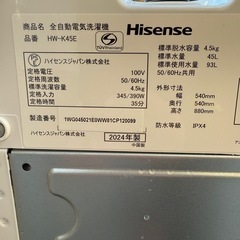 品名 全自動電気洗濯機
品番 HW-K45E
ハイセンスジャパン株式会社
定格電圧 100V
定格周波数 50/60Hz
標準洗濯容量 4.5kg
定格消費電力 345/390W
定格時間 35分
ハイセンスジャパン株式会社
1WG045021E0WW01CP120099
2024年製
中国製
TÜVRheinland
Hisense
標準脱水容量 4.5kg
標準水量 45L
標準使用水量 93L
50/60Hz共用
外形寸法
幅 540mm
奥行 540mm
高さ 880mm
防水等級 IPX4